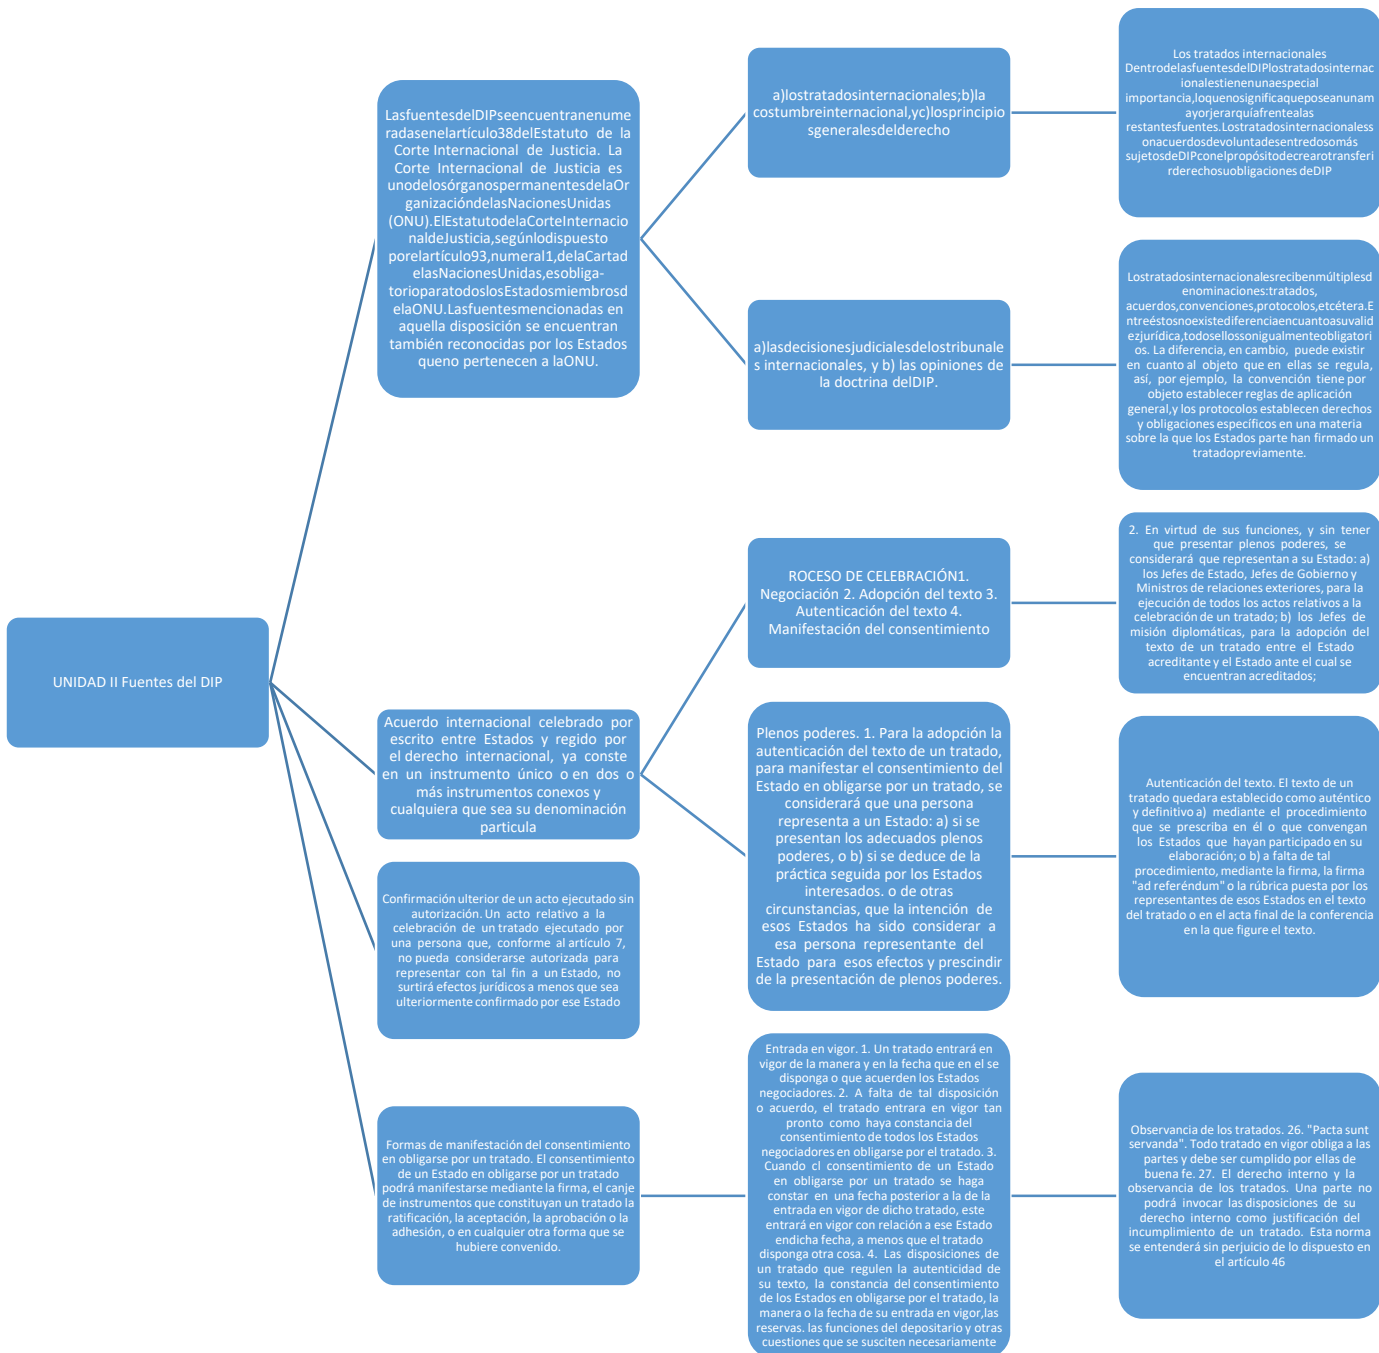 UNIDAD II Fuentes del DIP
LasfuentesdelDIPseencuentranenume
radasenelartículo38delEstatuto de la
Corte Internacional de Justicia. La
Corte Internacional de Justicia es
unodelosórganospermanentesdelaOr
ganizacióndelasNacionesUnidas
(ONU).ElEstatutodelaCorteInternacio
naldeJusticia,segúnlodispuesto
porelartículo93,numeral1,delaCartad
elasNacionesUnidas,esobliga-
torioparatodoslosEstadosmiembrosd
elaONU.Lasfuentesmencionadas en
aquella disposición se encuentran
también reconocidas por los Estados
queno pertenecen a laONU.
a)lostratadosinternacionales;b)la
costumbreinternacional,yc)losprincipio
sgeneralesdelderecho
Los tratados internacionales
DentrodelasfuentesdelDIPlostratadosinternac
ionalestienenunaespecial
importancia,loquenosignificaqueposeanunam
ayorjerarquíafrentealas
restantesfuentes.Lostratadosinternacionaless
onacuerdosdevoluntadesentredosomás
sujetosdeDIPconelpropósitodecrearotransferi
rderechosuobligaciones deDIP
a)lasdecisionesjudicialesdelostribunale
s internacionales, y b) las opiniones de
la doctrina delDIP.
Lostratadosinternacionalesrecibenmúltiplesd
enominaciones:tratados,
acuerdos,convenciones,protocolos,etcétera.E
ntreéstosnoexistediferenciaencuantoasuvalid
ezjurídica,todosellossonigualmenteobligatori
os. La diferencia, en cambio, puede existir
en cuanto al objeto que en ellas se regula,
así, por ejemplo, la convención tiene por
objeto establecer reglas de aplicación
general,y los protocolos establecen derechos
y obligaciones específicos en una materia
sobre la que los Estados parte han firmado un
tratadopreviamente.
Acuerdo internacional celebrado por
escrito entre Estados y regido por
el derecho internacional, ya conste
en un instrumento único o en dos o
más instrumentos conexos y
cualquiera que sea su denominación
particula
ROCESO DE CELEBRACIÓN1.
Negociación 2. Adopción del texto 3.
Autenticación del texto 4.
Manifestación del consentimiento
2. En virtud de sus funciones, y sin tener
que presentar plenos poderes, se
considerará que representan a su Estado: a)
los Jefes de Estado, Jefes de Gobierno y
Ministros de relaciones exteriores, para la
ejecución de todos los actos relativos a la
celebración de un tratado; b) los Jefes de
misión diplomáticas, para la adopción del
texto de un tratado entre el Estado
acreditante y el Estado ante el cual se
encuentran acreditados;
Plenos poderes. 1. Para la adopción la
autenticación del texto de un tratado,
para manifestar el consentimiento del
Estado en obligarse por un tratado, se
considerará que una persona
representa a un Estado: a) si se
presentan los adecuados plenos
poderes, o b) si se deduce de la
práctica seguida por los Estados
interesados. o de otras
circunstancias, que la intención de
esos Estados ha sido considerar a
esa persona representante del
Estado para esos efectos y prescindir
de la presentación de plenos poderes.
Autenticación del texto. El texto de un
tratado quedara establecido como auténtico
y definitivo a) mediante el procedimiento
que se prescriba en él o que convengan
los Estados que hayan participado en su
elaboración; o b) a falta de tal
procedimiento, mediante la firma, la firma
"ad referéndum" o la rúbrica puesta por los
representantes de esos Estados en el texto
del tratado o en el acta final de la conferencia
en la que figure el texto.
Confirmación ulterior de un acto ejecutado sin
autorización. Un acto relativo a la
celebración de un tratado ejecutado por
una persona que, conforme al artículo 7,
no pueda considerarse autorizada para
representar con tal fin a un Estado, no
surtirá efectos jurídicos a menos que sea
ulteriormente confirmado por ese Estado
Formas de manifestación del consentimiento
en obligarse por un tratado. El consentimiento
de un Estado en obligarse por un tratado
podrá manifestarse mediante la firma, el canje
de instrumentos que constituyan un tratado la
ratificación, la aceptación, la aprobación o la
adhesión, o en cualquier otra forma que se
hubiere convenido.
Entrada en vigor. 1. Un tratado entrará en
vigor de la manera y en la fecha que en el se
disponga o que acuerden los Estados
negociadores. 2. A falta de tal disposición
o acuerdo, el tratado entrara en vigor tan
pronto como haya constancia del
consentimiento de todos los Estados
negociadores en obligarse por el tratado. 3.
Cuando cl consentimiento de un Estado
en obligarse por un tratado se haga
constar en una fecha posterior a la de la
entrada en vigor de dicho tratado, este
entrará en vigor con relación a ese Estado
endicha fecha, a menos que el tratado
disponga otra cosa. 4. Las disposiciones de
un tratado que regulen la autenticidad de
su texto, la constancia del consentimiento
de los Estados en obligarse por el tratado, la
manera o la fecha de su entrada en vigor,las
reservas. las funciones del depositario y otras
cuestiones que se susciten necesariamente
Observancia de los tratados. 26. "Pacta sunt
servanda". Todo tratado en vigor obliga a las
partes y debe ser cumplido por ellas de
buena fe. 27. El derecho interno y la
observancia de los tratados. Una parte no
podrá invocar las disposiciones de su
derecho interno como justificación del
incumplimiento de un tratado. Esta norma
se entenderá sin perjuicio de lo dispuesto en
el artículo 46